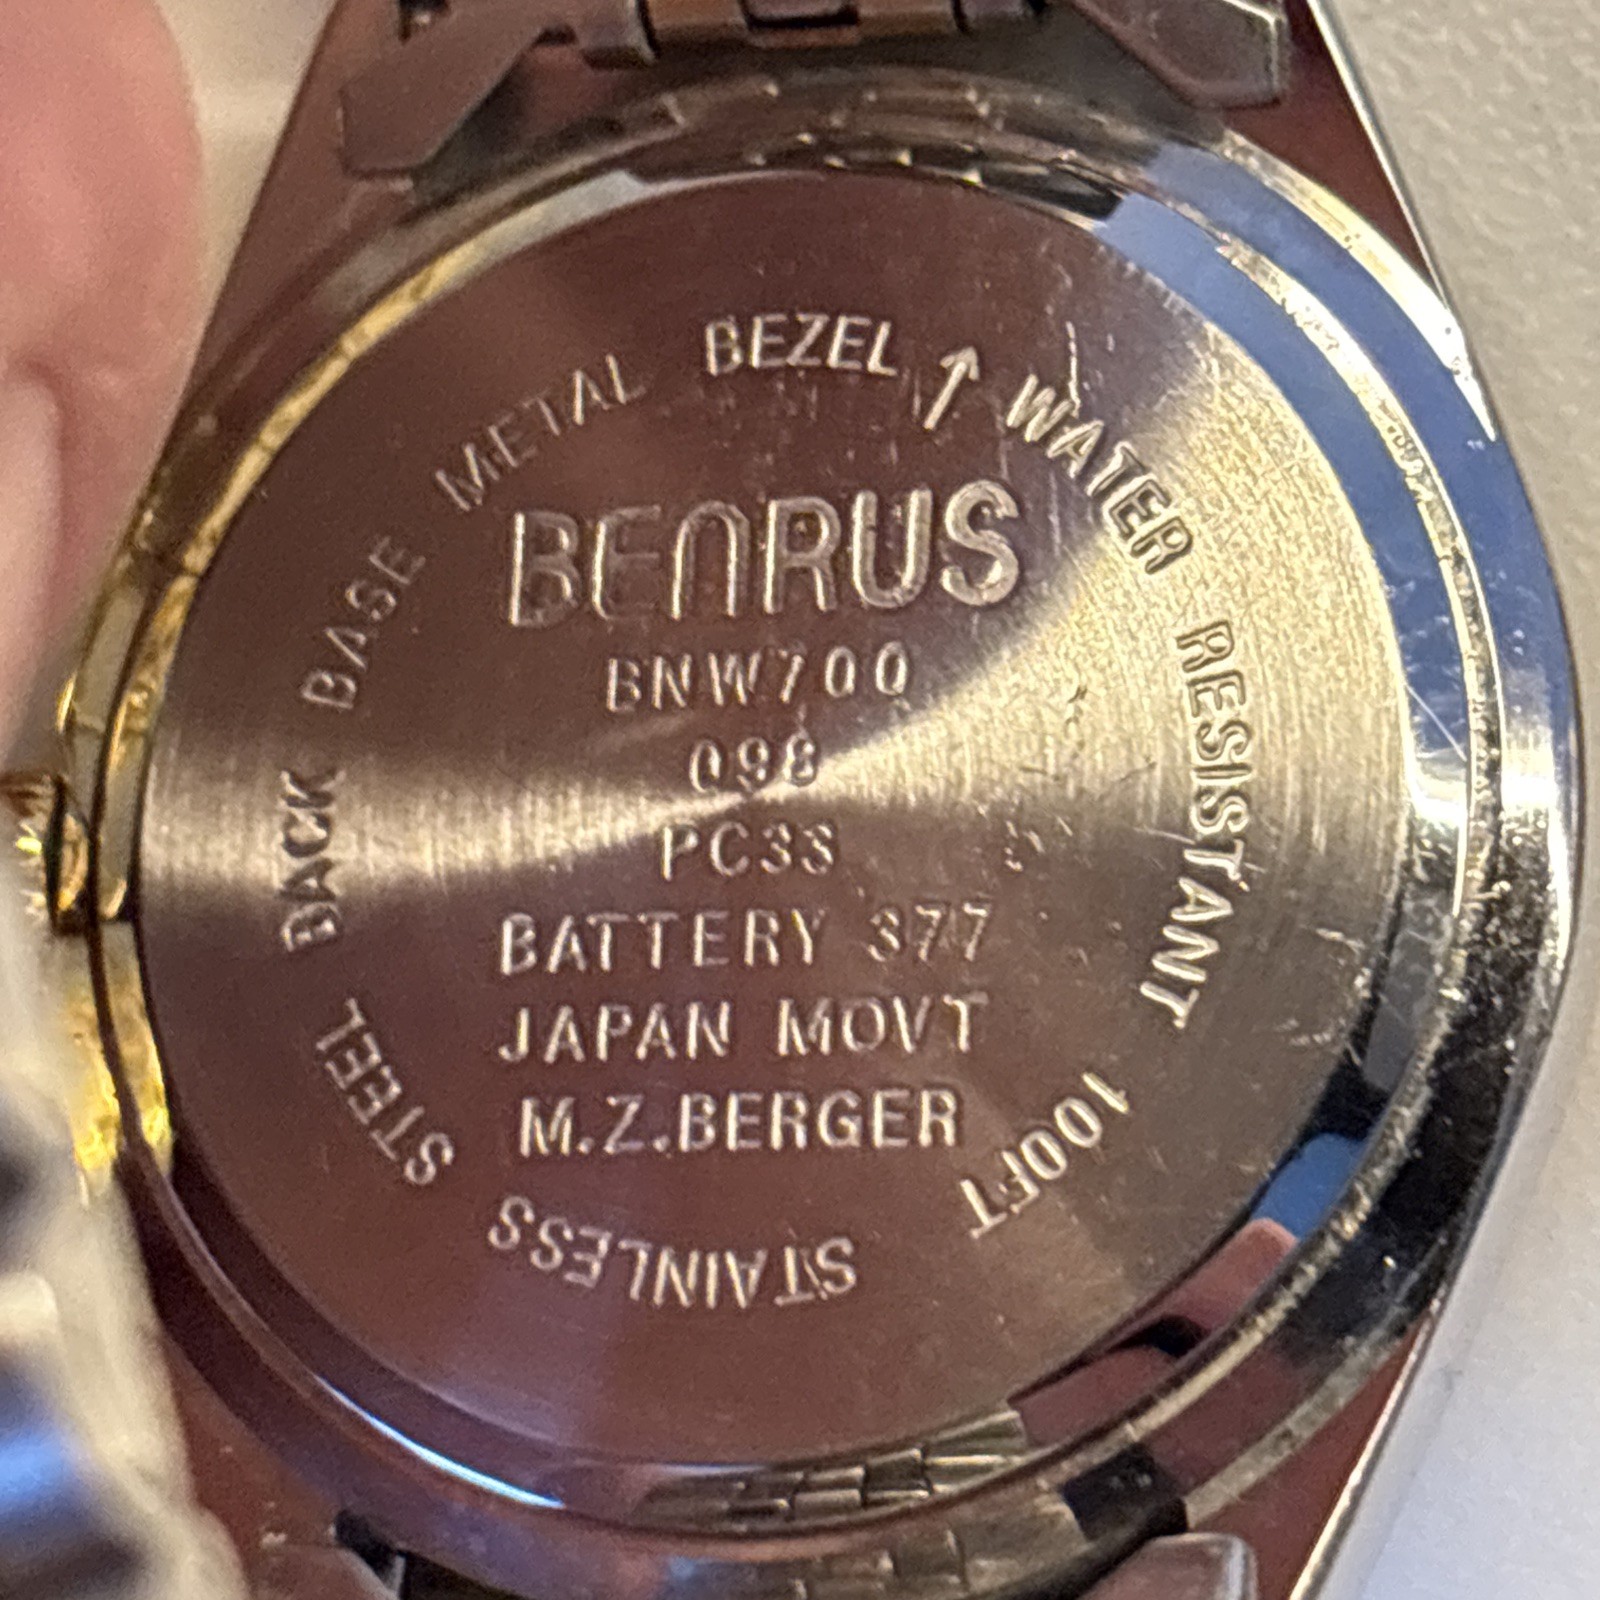 BENRUS
BNW700
098
PC33
BATTERY 377
JAPAN MOVT
M.Z.BERGER
STAINLESS STEEL BACK BASE METAL BEZEL ↑ WATER RESISTANT 100FT